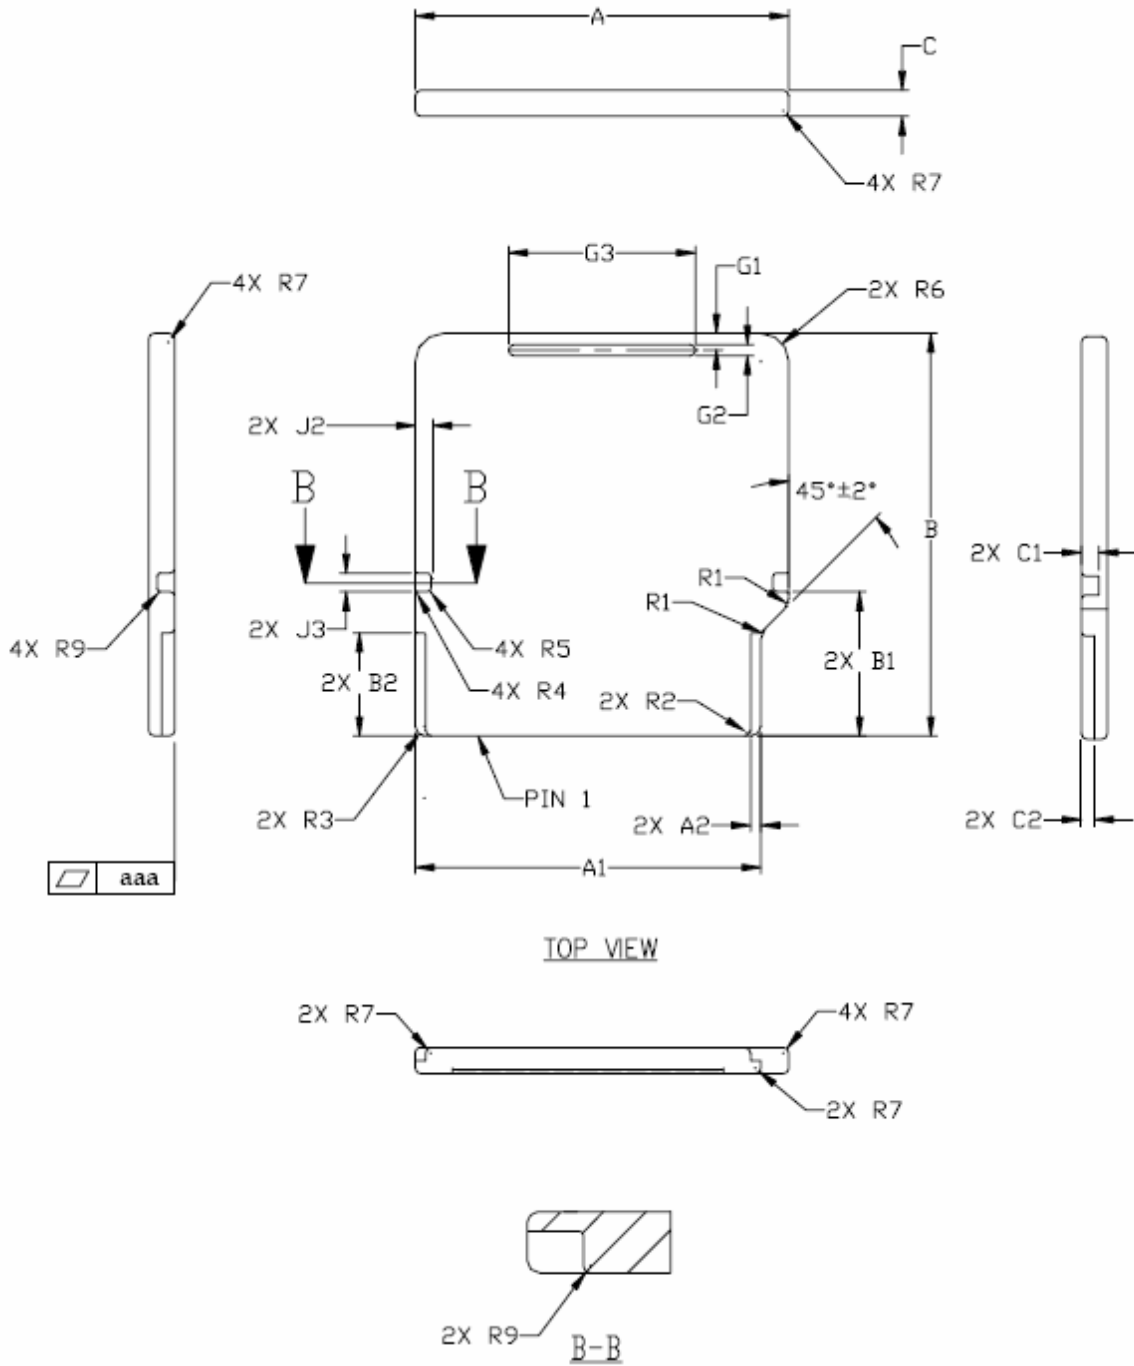 A
C
4X R7
G3
G1
4X R7
2X R6
2X J2
G2
B B
45°±2°
B
2X C1
R1
R1
2X J3
4X R9
4X R5
2X B2
2X B1
4X R4
2X R2
PIN 1
2X R3
2X A2
2X C2
A1
aaa
TOP VIEW
2X R7
4X R7
2X R7
2X R9
B-B